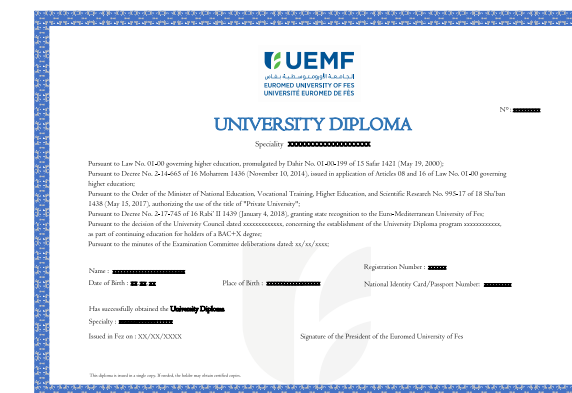 UEMF
الجامعة الأورومتوسطية بفاس
EUROMED UNIVERSITY OF FES
UNIVERSITÉ EUROMED DE FÈS
N° : xxxxxxxx
UNIVERSITY DIPLOMA
Speciality xxxxxxxxxxxxxxxxxxxxxx
Pursuant to Law No. 01-00 governing higher education, promulgated by Dahir No. 01-00-199 of 15 Safar 1421 (May 19, 2000);
Pursuant to Decree No. 2-14-665 of 16 Moharrem 1436 (November 10, 2014), issued in application of Articles 08 and 16 of Law No. 01-00 governing
higher education;
Pursuant to the Order of the Minister of National Education, Vocational Training, Higher Education, and Scientific Research No. 995-17 of 18 Sha'ban
1438 (May 15, 2017), authorizing the use of the title of "Private University";
Pursuant to Decree No. 2-17-745 of 16 Rabi' II 1439 (January 4, 2018), granting state recognition to the Euro-Mediterranean University of Fes;
Pursuant to the decision of the University Council dated xxxxxxxxxxxxx, concerning the establishment of the University Diploma program xxxxxxxxxxxx,
as part of continuing education for holders of a BAC+X degree;
Pursuant to the minutes of the Examination Committee deliberations dated: xx/xx/xxxx;
Registration Number : xxxxxx
Name : xxxxxxxxxxxxxxxxxxxxxx
Date of Birth : xx xx xx Place of Birth : xxxxxxxxxxxxxxxx National Identity Card/Passport Number: xxxxxxxx
Has successfully obtained the University Diploma
Specialty : xxxxxxxxxxxxxxxx
Issued in Fez on : XX/XX/XXXX Signature of the President of the Euromed University of Fes
This diploma is issued in a single copy. If needed, the holder may obtain certified copies.